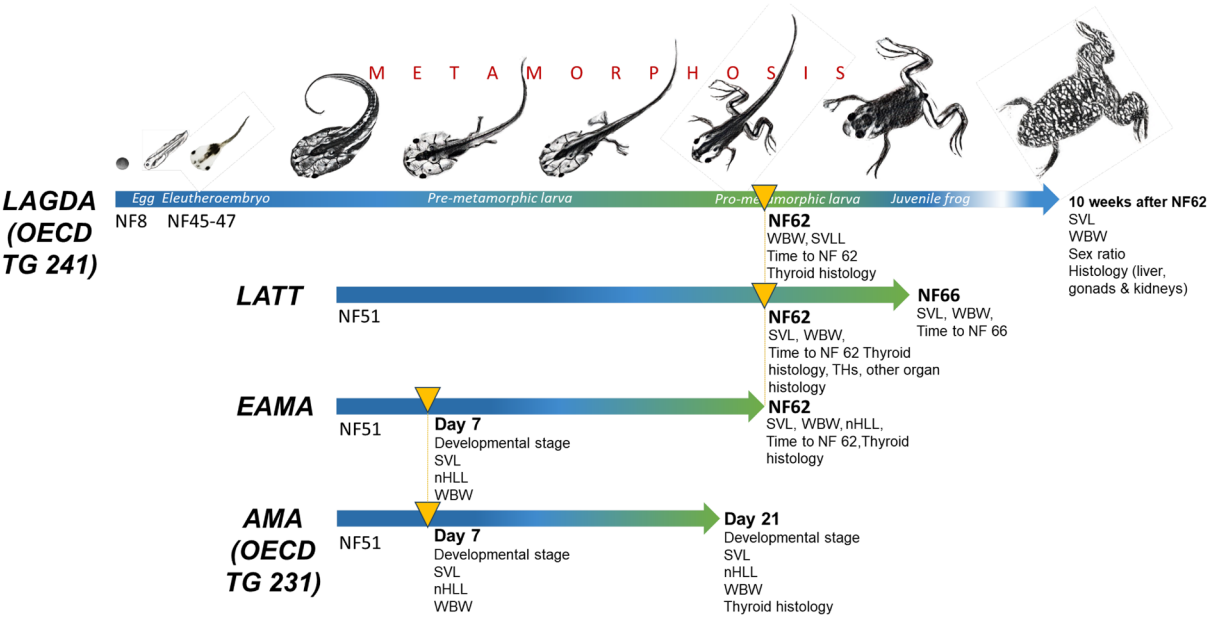 M E T A M O R P H O S I S
LAGDA
(OECD
TG 241)
Egg Eleutheroembryo Pre-metamorphic larva Pro-metamorphic larva Juvenile frog
NF8 NF45-47
NF62
WBW, SVLL
Time to NF 62
Thyroid histology
10 weeks after NF62
SVL
WBW
Sex ratio
Histology (liver,
gonads & kidneys)
LATT
NF51
NF62
SVL, WBW,
Time to NF 62 Thyroid
histology, THs, other organ
histology
NF66
SVL, WBW,
Time to NF 66
EAMA
NF51
Day 7
Developmental stage
SVL
nHLL
WBW
NF62
SVL, WBW, nHLL,
Time to NF 62,Thyroid
histology
AMA
(OECD
TG 231)
NF51
Day 7
Developmental stage
SVL
nHLL
WBW
Day 21
Developmental stage
SVL
nHLL
WBW
Thyroid histology